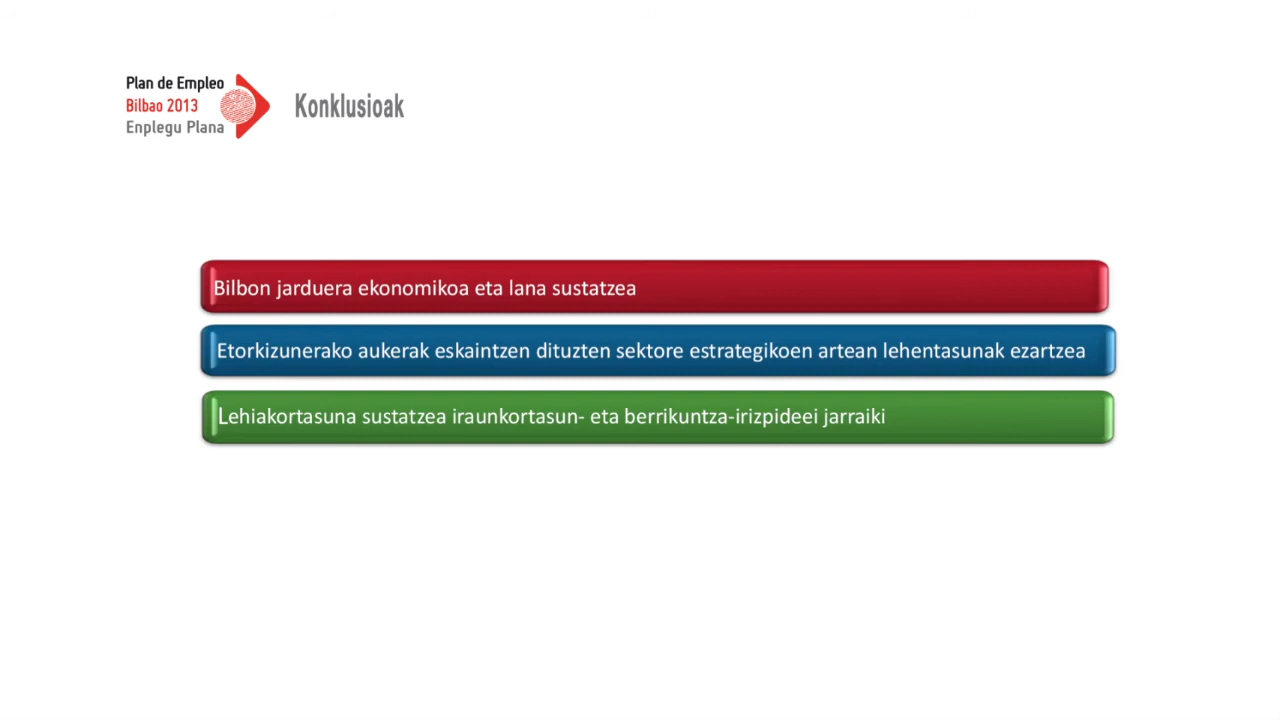 Plan de Empleo
Bilbao 2013
Enplegu Plana
Konklusioak
Bilbon jarduera ekonomikoa eta lana sustatzea
Etorkizunerako aukerak eskaintzen dituzten sektore estrategikoen artean lehentasunak ezartzea
Lehiakortasuna sustatzea iraunkortasun- eta berrikuntza-irizpideei jarraiki